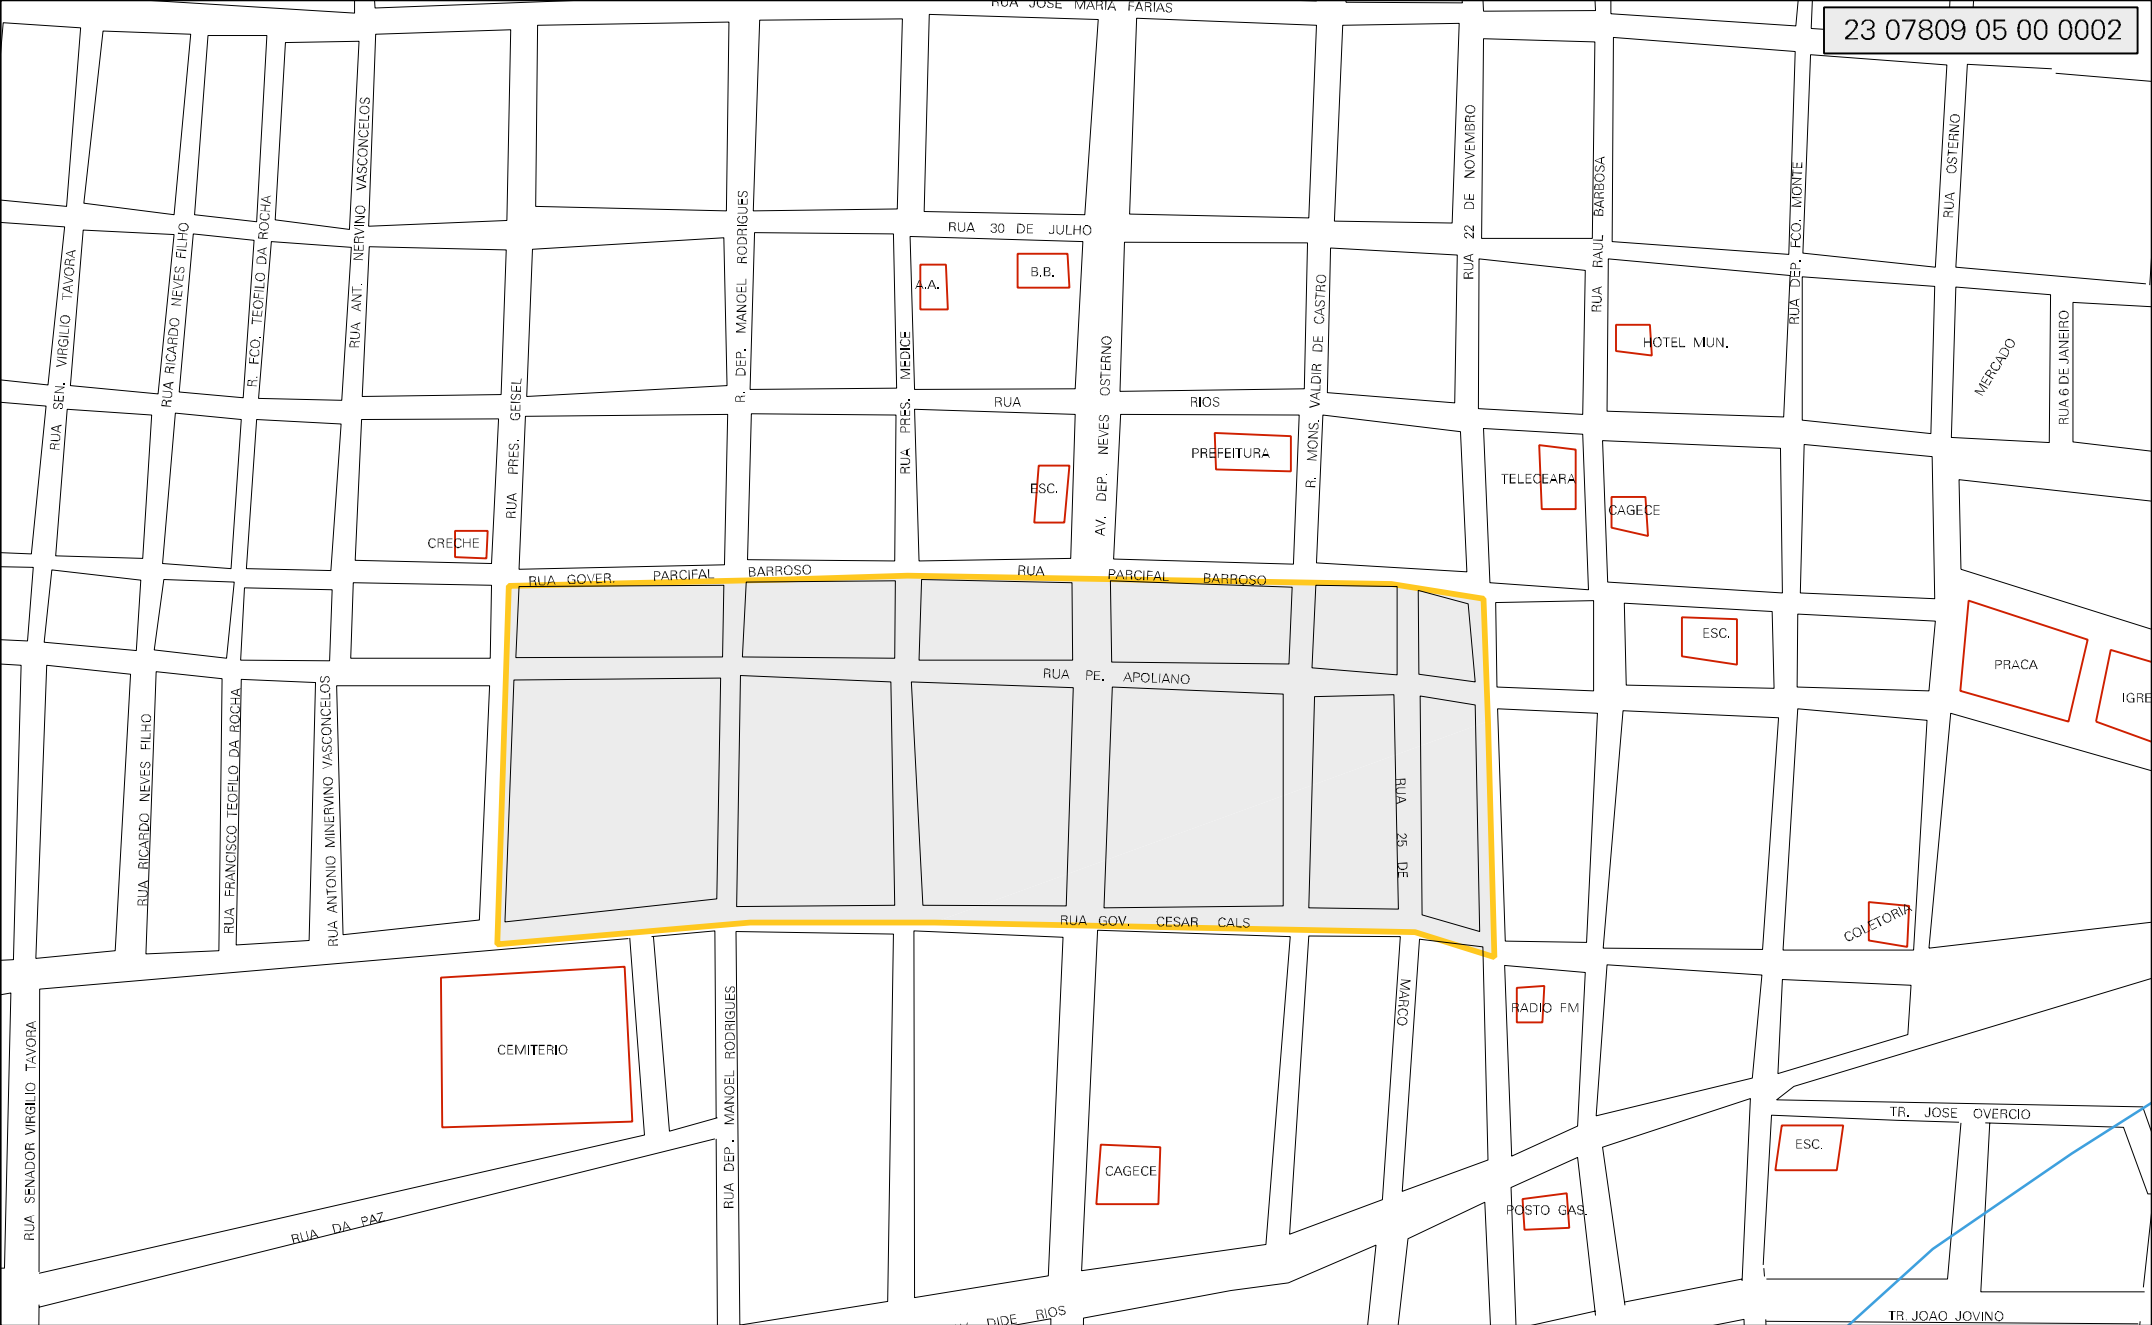 RUA JOSE MARIA FARIAS
23 07809 05 00 0002
RUA SEN. VIRGILIO TAVORA
RUA RICARDO NEVES FILHO
R. FCO. TEOFILO DA ROCHA
RUA ANT. NERVINO VASCONCELOS
R. DEP. MANOEL RODRIGUES
RUA 30 DE JULHO
RUA 22 DE NOVEMBRO
RUA RAUL BARBOSA
RUA DEP. FCO. MONTE
RUA OSTERNO
A.A.
B.B.
HOTEL MUN.
MERCADO
RUA 6 DE JANEIRO
RUA PRES. GEISEL
RUA PRES. MEDICE
AV. DEP. NEVES OSTERNO
R. MONS. VALDIR DE CASTRO
RUA RIOS
PREFEITURA
ESC.
TELECEARA
CAGECE
CRECHE
RUA GOVER. PARCIFAL BARROSO
RUA PARCIFAL BARROSO
ESC.
PRACA
IGRE
RUA PE. APOLIANO
RUA RICARDO NEVES FILHO
RUA FRANCISCO TEOFILO DA ROCHA
RUA ANTONIO MINERVINO VASCONCELOS
RUA 25 DE MARCO
RUA GOV. CESAR CALS
COLETORIA
RADIO FM
CEMITERIO
RUA SENADOR VIRGILIO TAVORA
RUA DEP. MANOEL RODRIGUES
TR. JOSE OVERCIO
ESC.
CAGECE
POSTO GAS.
RUA DA PAZ
DIDE RIOS
TR. JOAO JOVINO